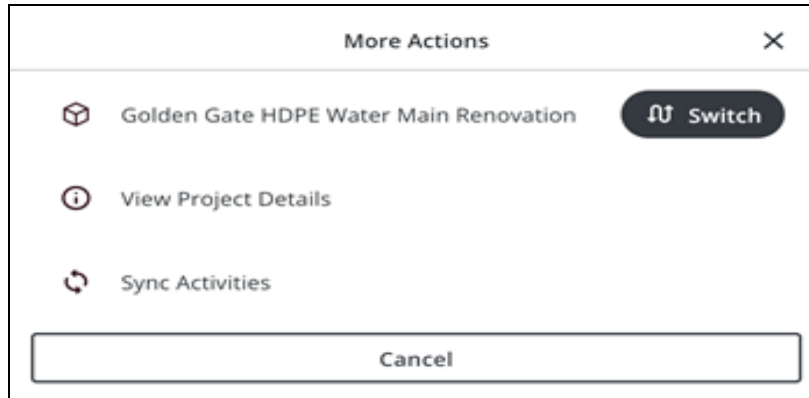 More Actions
Golden Gate HDPE Water Main Renovation Switch
View Project Details
Sync Activities
Cancel